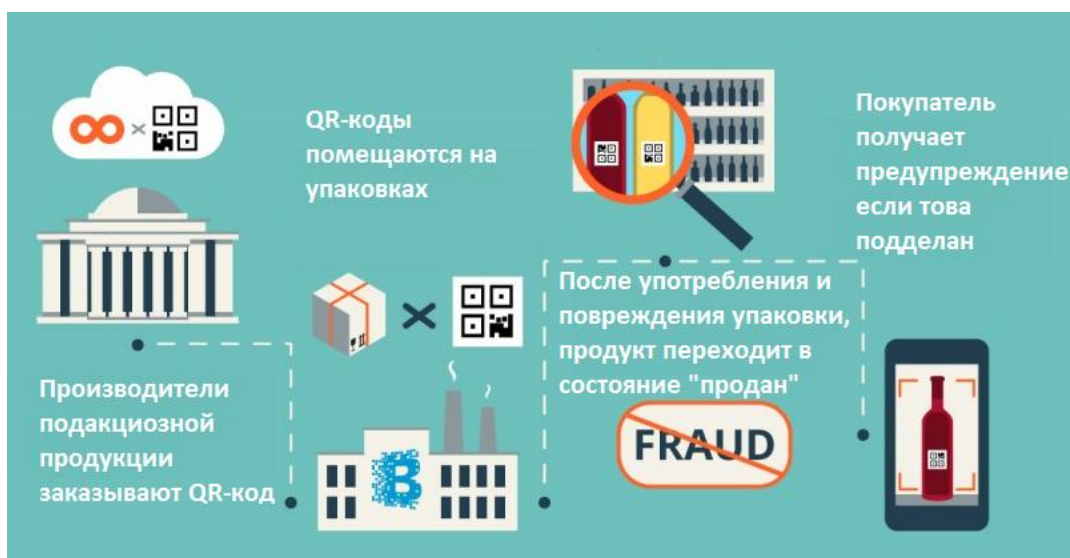 Производители
подакциозной
продукции
заказывают QR-код
QR-коды
помещаются на
упаковках
После употребления и
повреждения упаковки,
продукт переходит в
состояние "продан"
FRAUD
Покупатель
получает
предупреждение
если това
подделан